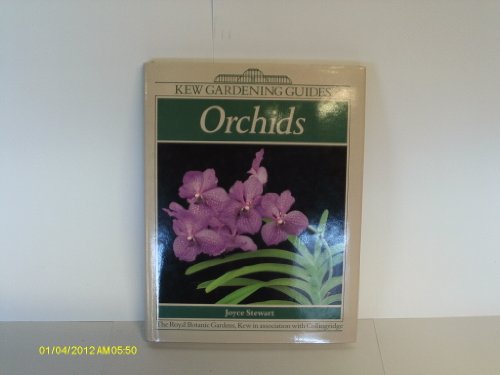 KEW GARDENING GUIDES
Orchids
Joyce Stewart
The Royal Botanic Gardens, Kew in association with Collingridge
01/04/2012 AM05:50